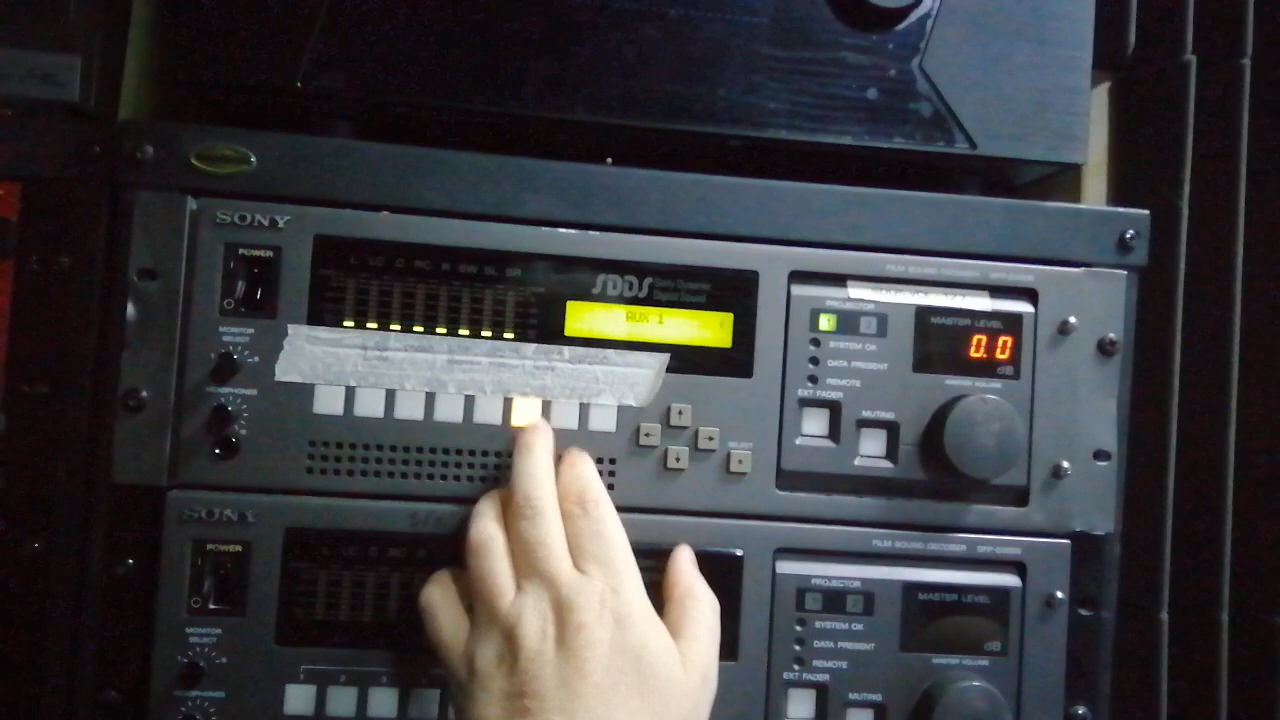 SONY
POWER
MONITOR
SELECT
HEADPHONES
L LC C RC R SW SL SR
SDDS Sony Dynamic
Digital Sound
AUX 1
SELECT
FILM SOUND DECODER
PROJECTOR
1 2
SYSTEM OK
DATA PRESENT
REMOTE
EXT FADER
MUTING
MASTER LEVEL
0.0
dB
MASTER VOLUME
SONY
POWER
MONITOR
SELECT
HEADPHONES
L LC C RC R
1 2 3
FILM SOUND DECODER
PROJECTOR
1 2
SYSTEM OK
DATA PRESENT
REMOTE
EXT FADER
MUTING
MASTER LEVEL
dB
MASTER VOLUME